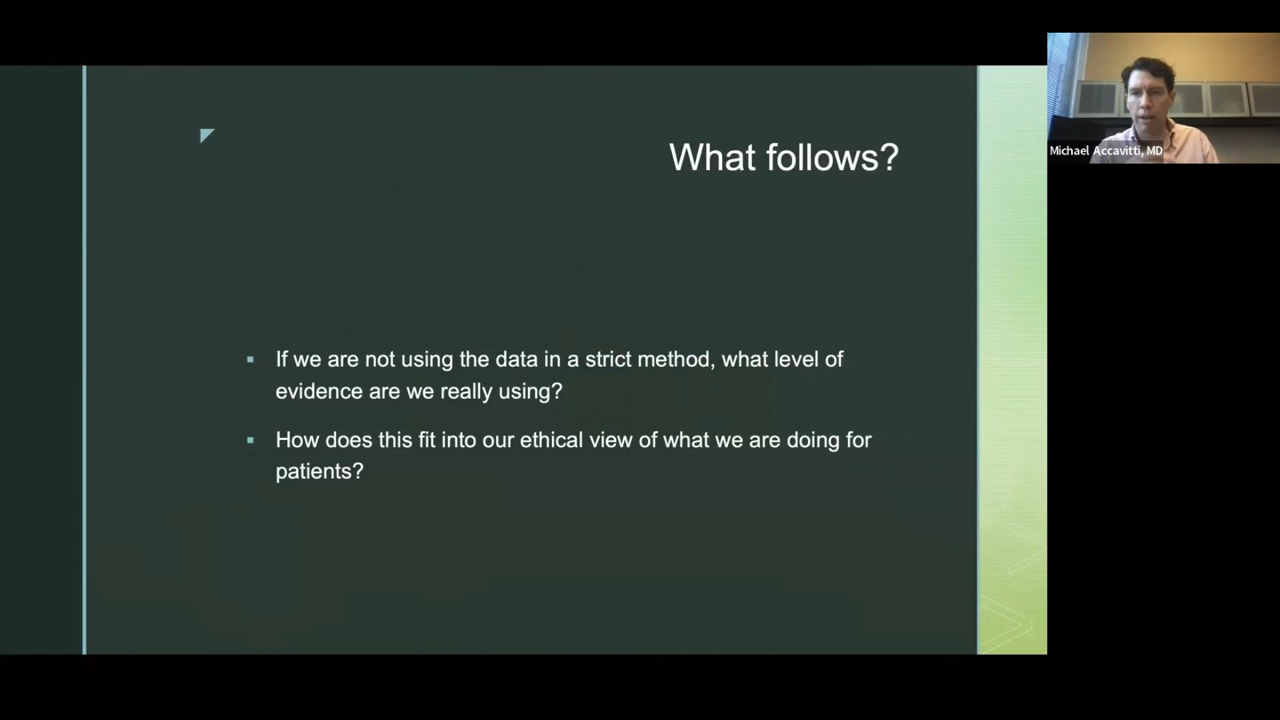 What follows?
▪ If we are not using the data in a strict method, what level of
evidence are we really using?
▪ How does this fit into our ethical view of what we are doing for
patients?
Michael Accavitti, MD